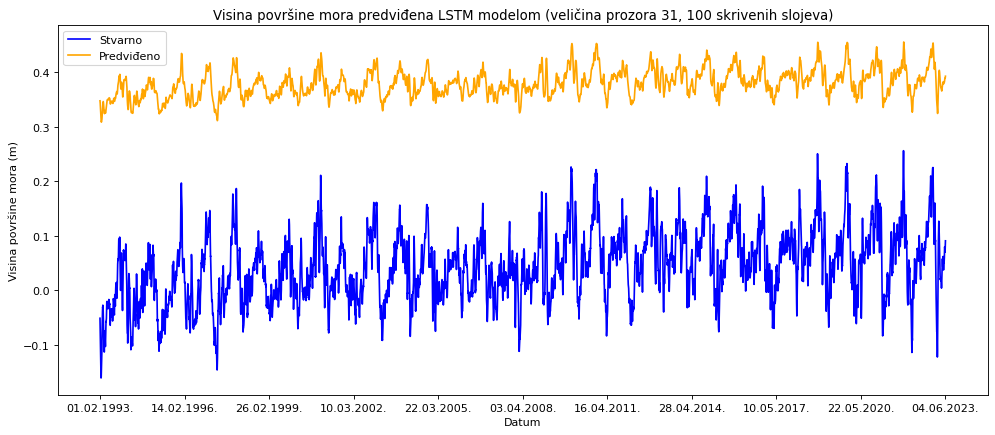 Visina površine mora predviđena LSTM modelom (veličina prozora 31, 100 skrivenih slojeva)
Stvarno
Predviđeno
Visina površine mora (m)
0.4
0.3
0.2
0.1
0.0
−0.1
01.02.1993. 14.02.1996. 26.02.1999. 10.03.2002. 22.03.2005. 03.04.2008. 16.04.2011. 28.04.2014. 10.05.2017. 22.05.2020. 04.06.2023.
Datum